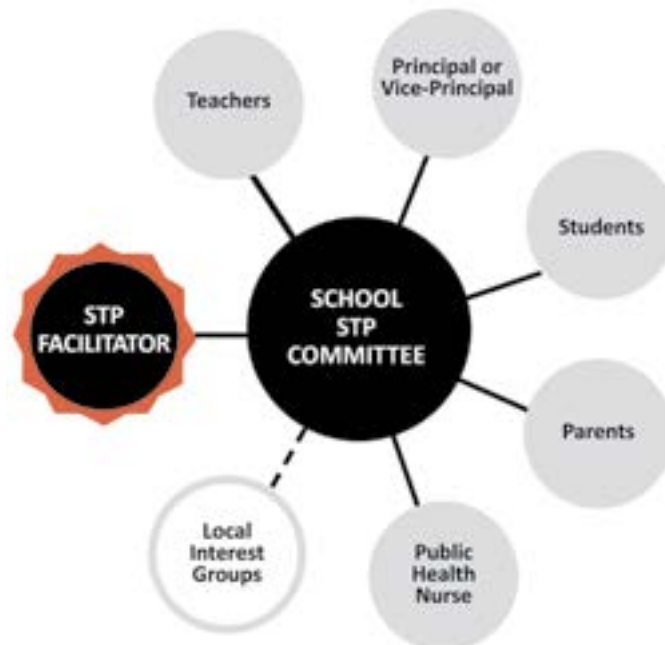 Teachers
Principal or
Vice-Principal
Students
STP
FACILITATOR
SCHOOL
STP
COMMITTEE
Parents
Local
Interest
Groups
Public
Health
Nurse